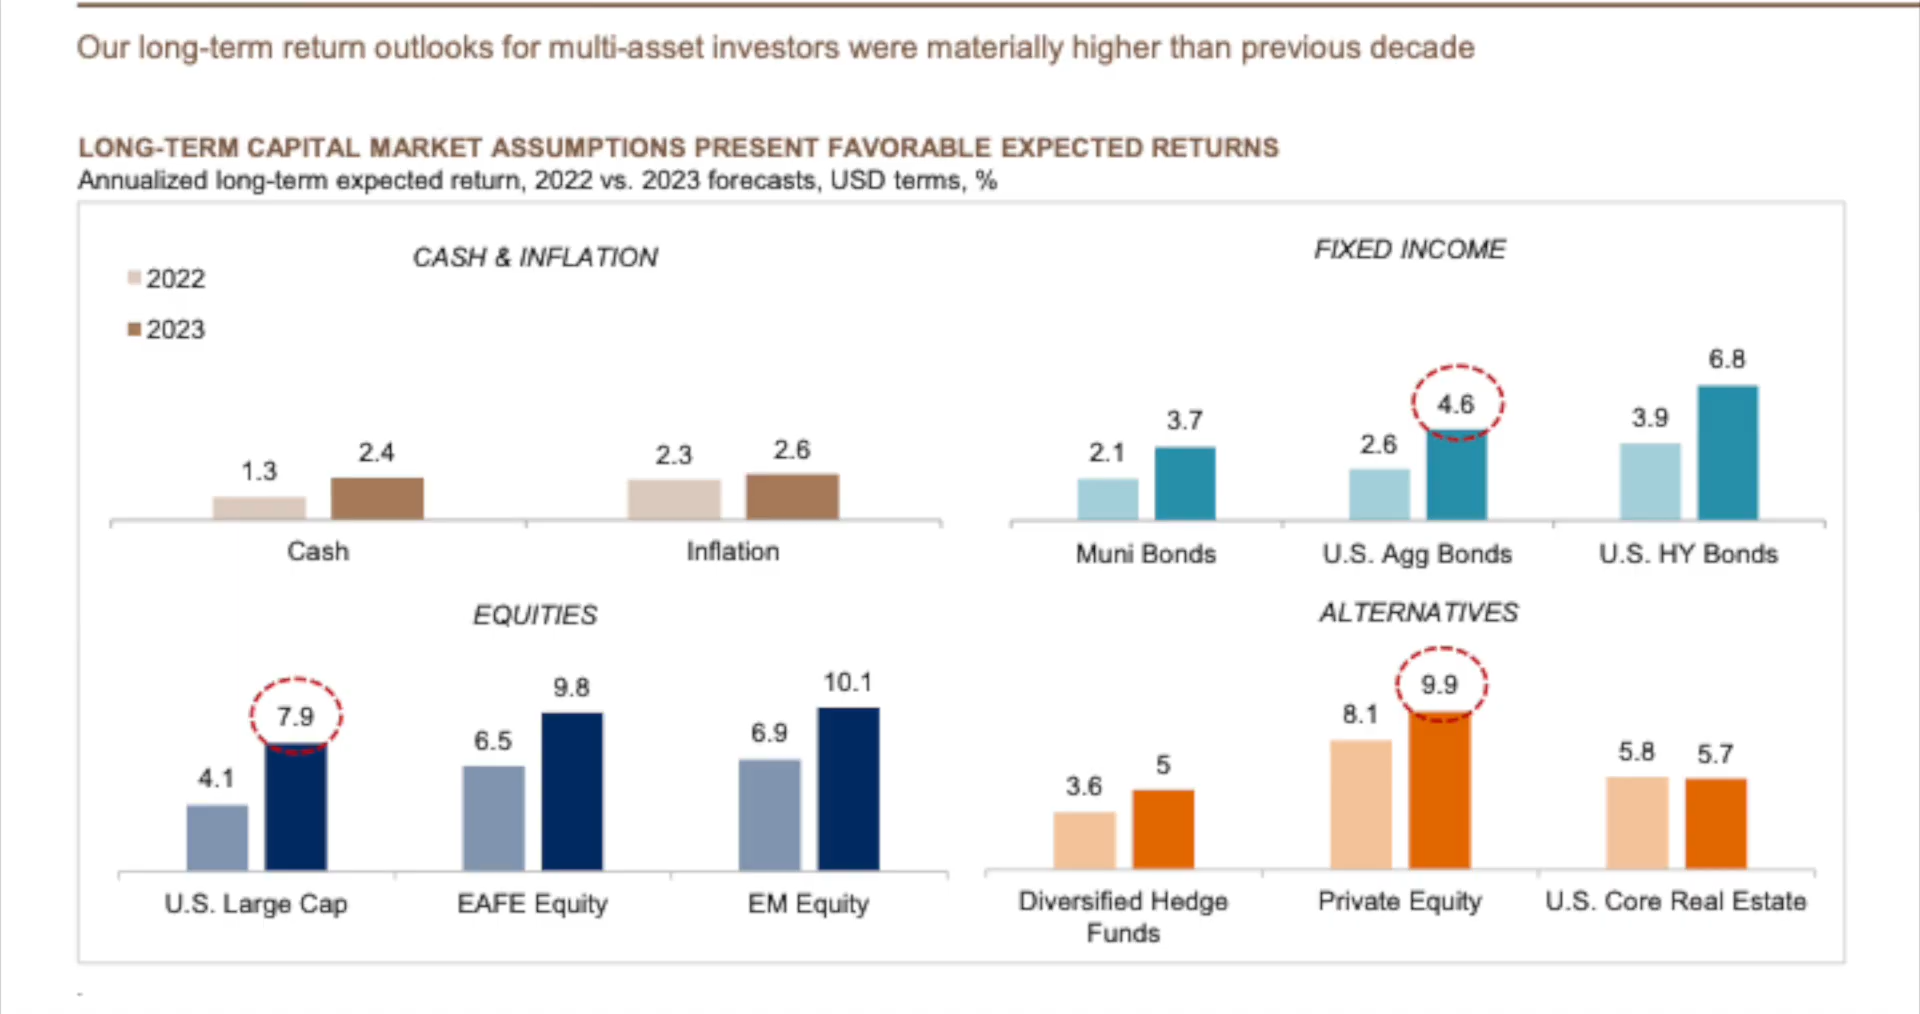 Our long-term return outlooks for multi-asset investors were materially higher than previous decade
LONG-TERM CAPITAL MARKET ASSUMPTIONS PRESENT FAVORABLE EXPECTED RETURNS
Annualized long-term expected return, 2022 vs. 2023 forecasts, USD terms, %
CASH & INFLATION
2022
2023
1.3
2.4
2.3
2.6
Cash
Inflation
FIXED INCOME
2.1
3.7
2.6
4.6
3.9
6.8
Muni Bonds
U.S. Agg Bonds
U.S. HY Bonds
EQUITIES
4.1
7.9
6.5
9.8
6.9
10.1
U.S. Large Cap
EAFE Equity
EM Equity
ALTERNATIVES
3.6
5
8.1
9.9
5.8
5.7
Diversified Hedge
Funds
Private Equity
U.S. Core Real Estate